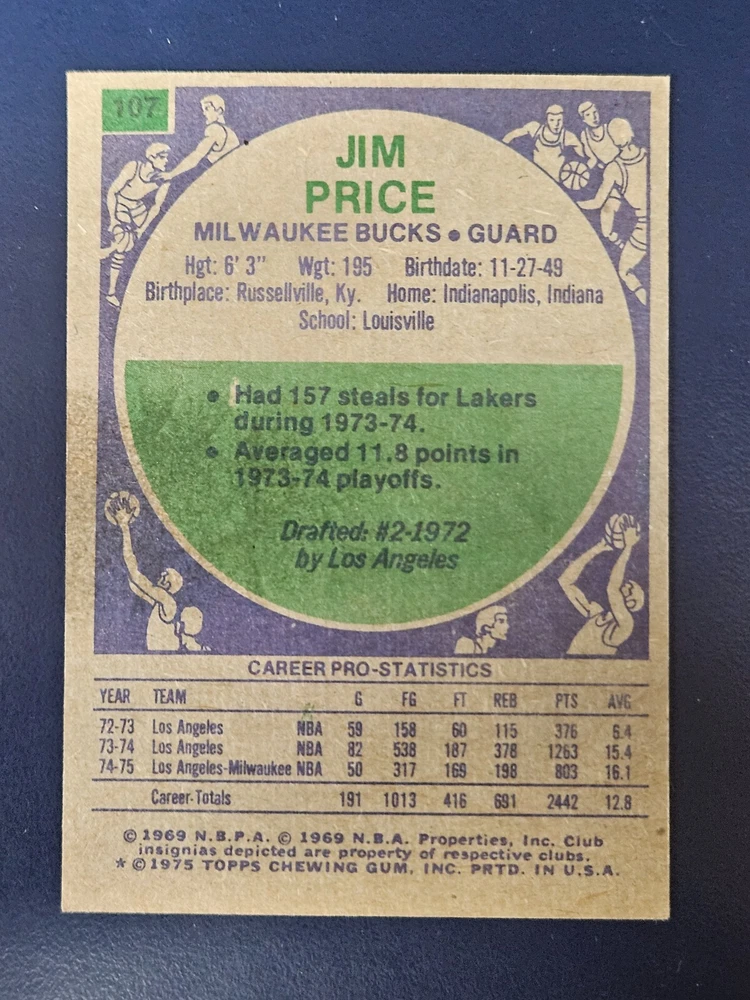 107
JIM
PRICE
MILWAUKEE BUCKS • GUARD
Hgt: 6' 3" Wgt: 195 Birthdate: 11-27-49
Birthplace: Russellville, Ky. Home: Indianapolis, Indiana
School: Louisville
• Had 157 steals for Lakers
during 1973-74.
• Averaged 11.8 points in
1973-74 playoffs.
Drafted: #2-1972
by Los Angeles
CAREER PRO-STATISTICS
YEAR TEAM G FG FT REB PTS AVG
72-73 Los Angeles NBA 59 158 60 115 376 6.4
73-74 Los Angeles NBA 82 538 187 378 1263 15.4
74-75 Los Angeles-Milwaukee NBA 50 317 169 198 803 16.1
Career-Totals 191 1013 416 691 2442 12.8
© 1969 N.B.P.A. © 1969 N.B.A. Properties, Inc. Club
insignias depicted are property of respective clubs.
* © 1975 TOPPS CHEWING GUM, INC. PRTD. IN U.S.A.